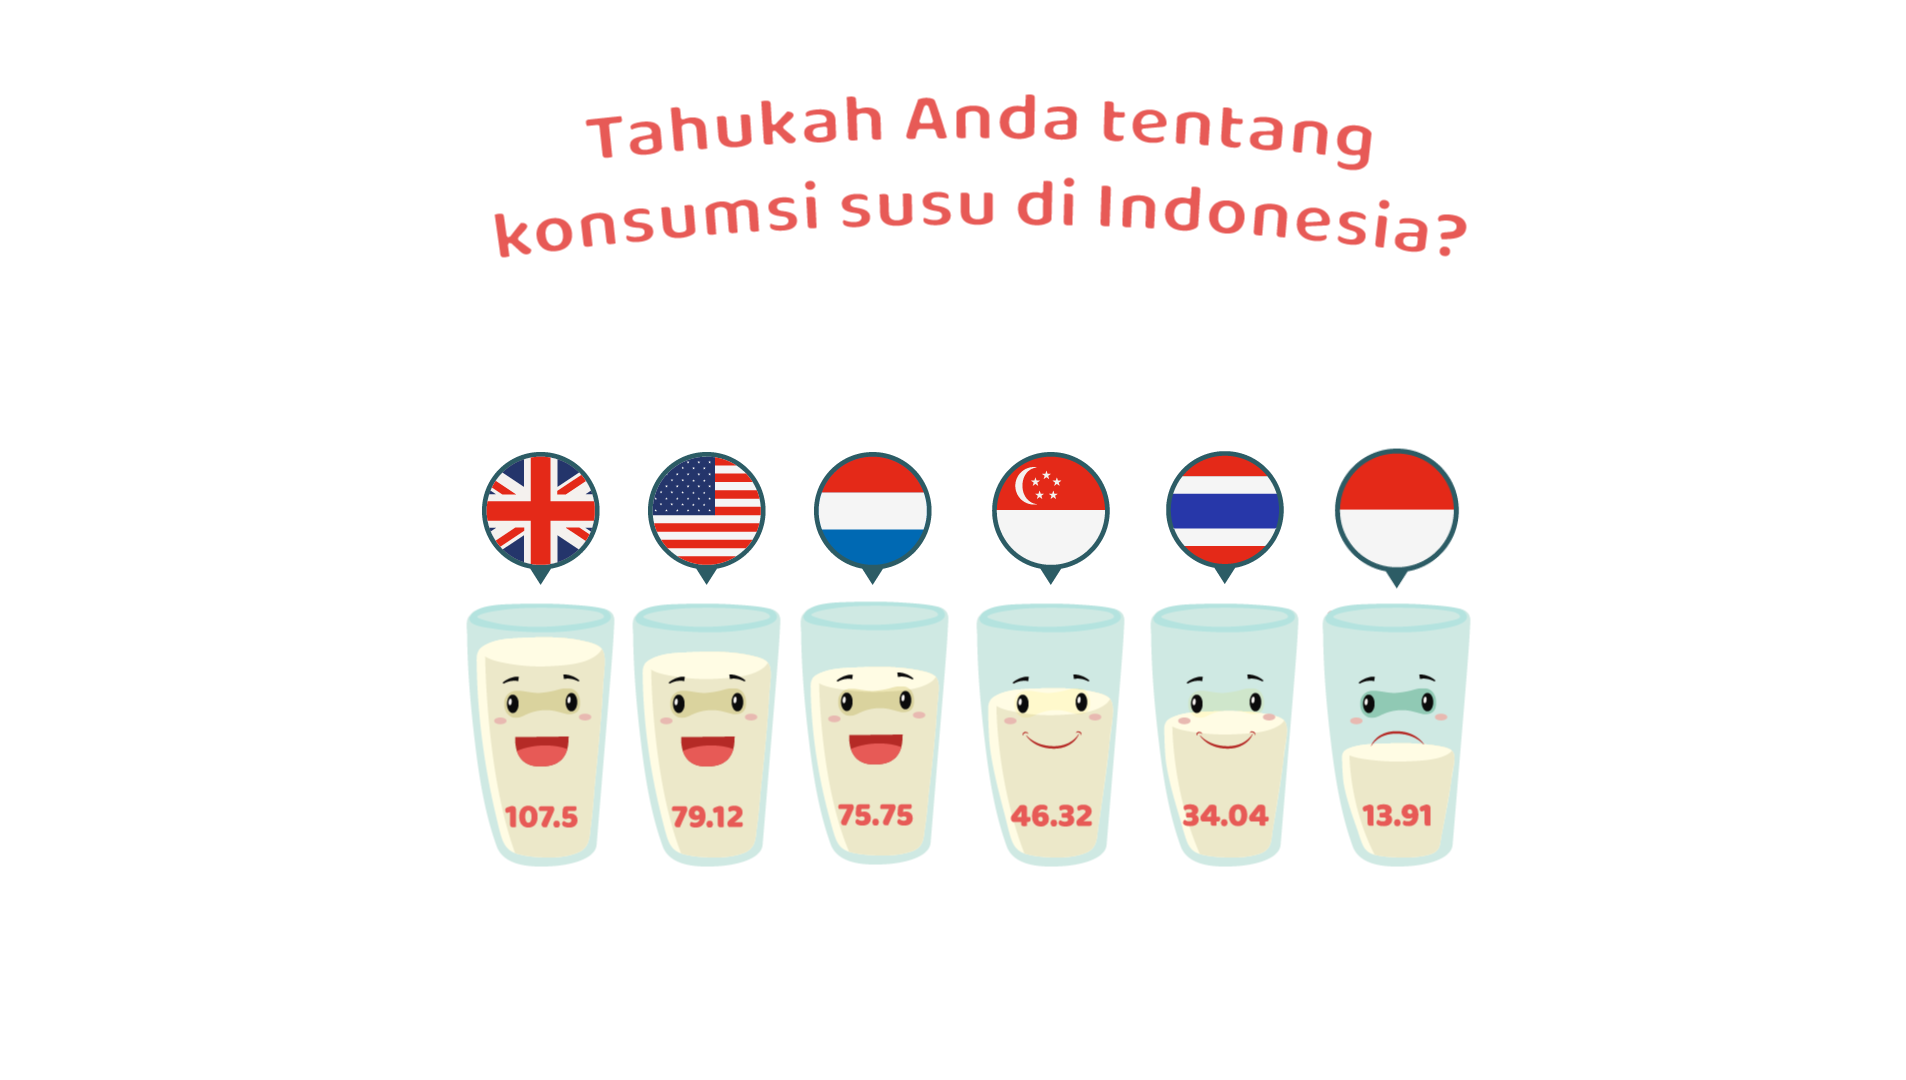 Tahukah Anda tentang
konsumsi susu di Indonesia?
107.5 79.12 75.75 46.32 34.04 13.91